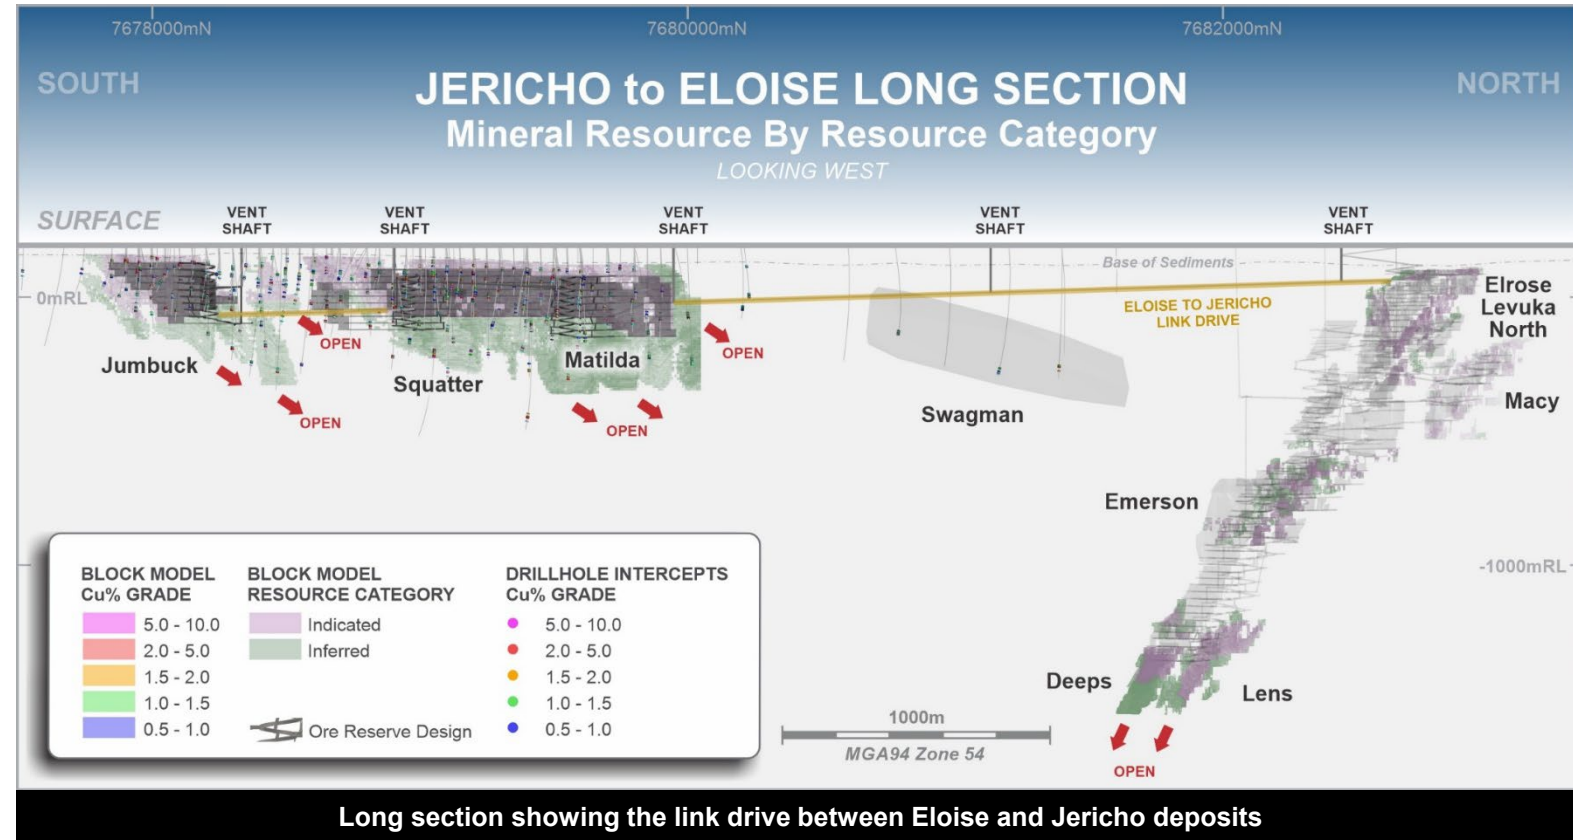 7678000mN 7680000mN 7682000mN
SOUTH NORTH
JERICHO to ELOISE LONG SECTION
Mineral Resource By Resource Category
LOOKING WEST
SURFACE
VENT SHAFT
VENT SHAFT
VENT SHAFT
VENT SHAFT
VENT SHAFT
Base of Sediments
0mRL
ELOISE TO JERICHO
LINK DRIVE
Elrose
Levuka
North
OPEN
OPEN
Jumbuck
Squatter
Matilda
Swagman
Macy
OPEN
OPEN
Emerson
-1000mRL
Deeps
Lens
OPEN
BLOCK MODEL
Cu% GRADE
5.0 - 10.0
2.0 - 5.0
1.5 - 2.0
1.0 - 1.5
0.5 - 1.0
BLOCK MODEL
RESOURCE CATEGORY
Indicated
Inferred
Ore Reserve Design
DRILLHOLE INTERCEPTS
Cu% GRADE
5.0 - 10.0
2.0 - 5.0
1.5 - 2.0
1.0 - 1.5
0.5 - 1.0
1000m
MGA94 Zone 54
Long section showing the link drive between Eloise and Jericho deposits